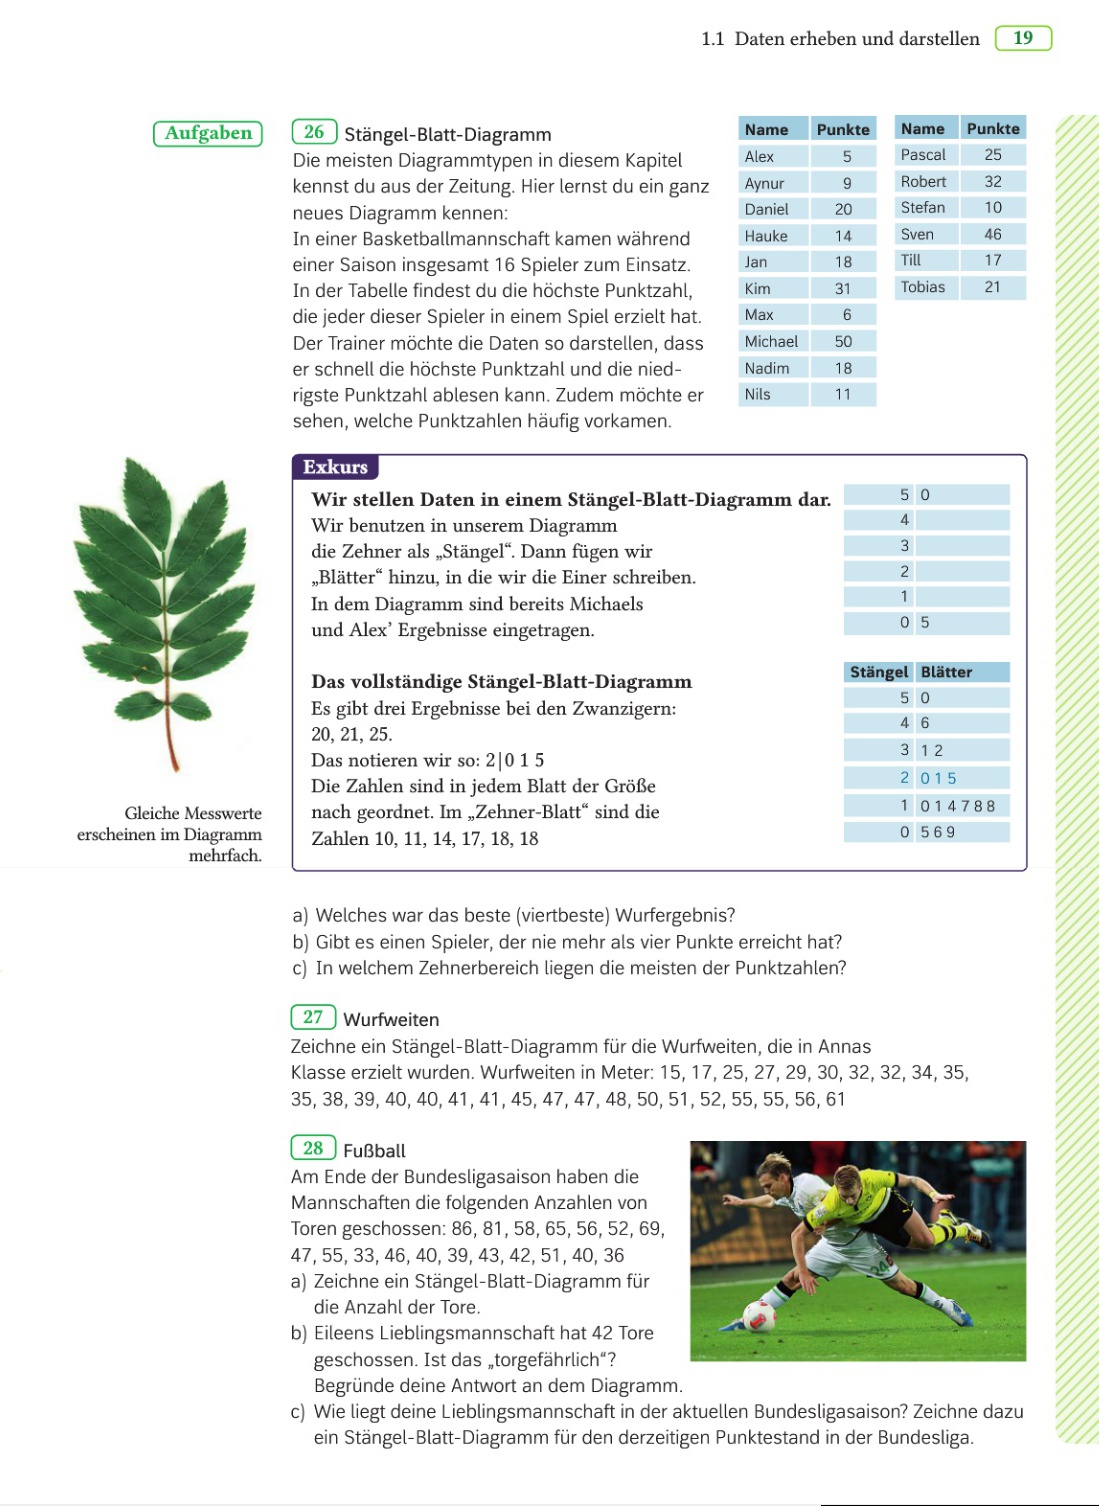 1.1 Daten erheben und darstellen 19
Aufgaben
26 Stängel-Blatt-Diagramm
Die meisten Diagrammtypen in diesem Kapitel
kennst du aus der Zeitung. Hier lernst du ein ganz
neues Diagramm kennen:
In einer Basketballmannschaft kamen während
einer Saison insgesamt 16 Spieler zum Einsatz.
In der Tabelle findest du die höchste Punktzahl,
die jeder dieser Spieler in einem Spiel erzielt hat.
Der Trainer möchte die Daten so darstellen, dass
er schnell die höchste Punktzahl und die nied-
rigste Punktzahl ablesen kann. Zudem möchte er
sehen, welche Punktzahlen häufig vorkamen.
Name Punkte
Alex 5
Aynur 9
Daniel 20
Hauke 14
Jan 18
Kim 31
Max 6
Michael 50
Nadim 18
Nils 11
Name Punkte
Pascal 25
Robert 32
Stefan 10
Sven 46
Till 17
Tobias 21
Exkurs
Wir stellen Daten in einem Stängel-Blatt-Diagramm dar.
Wir benutzen in unserem Diagramm
die Zehner als „Stängel“. Dann fügen wir
„Blätter“ hinzu, in die wir die Einer schreiben.
In dem Diagramm sind bereits Michaels
und Alex’ Ergebnisse eingetragen.
5 0
4
3
2
1
0 5
Das vollständige Stängel-Blatt-Diagramm
Es gibt drei Ergebnisse bei den Zwanzigern:
20, 21, 25.
Das notieren wir so: 2|0 1 5
Die Zahlen sind in jedem Blatt der Größe
nach geordnet. Im „Zehner-Blatt“ sind die
Zahlen 10, 11, 14, 17, 18, 18
Stängel Blätter
5 0
4 6
3 1 2
2 0 1 5
1 0 1 4 7 8 8
0 5 6 9
Gleiche Messwerte
erscheinen im Diagramm
mehrfach.
a) Welches war das beste (viertbeste) Wurfergebnis?
b) Gibt es einen Spieler, der nie mehr als vier Punkte erreicht hat?
c) In welchem Zehnerbereich liegen die meisten der Punktzahlen?
27 Wurfweiten
Zeichne ein Stängel-Blatt-Diagramm für die Wurfweiten, die in Annas
Klasse erzielt wurden. Wurfweiten in Meter: 15, 17, 25, 27, 29, 30, 32, 32, 34, 35,
35, 38, 39, 40, 40, 41, 41, 45, 47, 47, 48, 50, 51, 52, 55, 55, 56, 61
28 Fußball
Am Ende der Bundesligasaison haben die
Mannschaften die folgenden Anzahlen von
Toren geschossen: 86, 81, 58, 65, 56, 52, 69,
47, 55, 33, 46, 40, 39, 43, 42, 51, 40, 36
a) Zeichne ein Stängel-Blatt-Diagramm für
die Anzahl der Tore.
b) Eileens Lieblingsmannschaft hat 42 Tore
geschossen. Ist das „torgefährlich“?
Begründe deine Antwort an dem Diagramm.
c) Wie liegt deine Lieblingsmannschaft in der aktuellen Bundesligasaison? Zeichne dazu
ein Stängel-Blatt-Diagramm für den derzeitigen Punktestand in der Bundesliga.